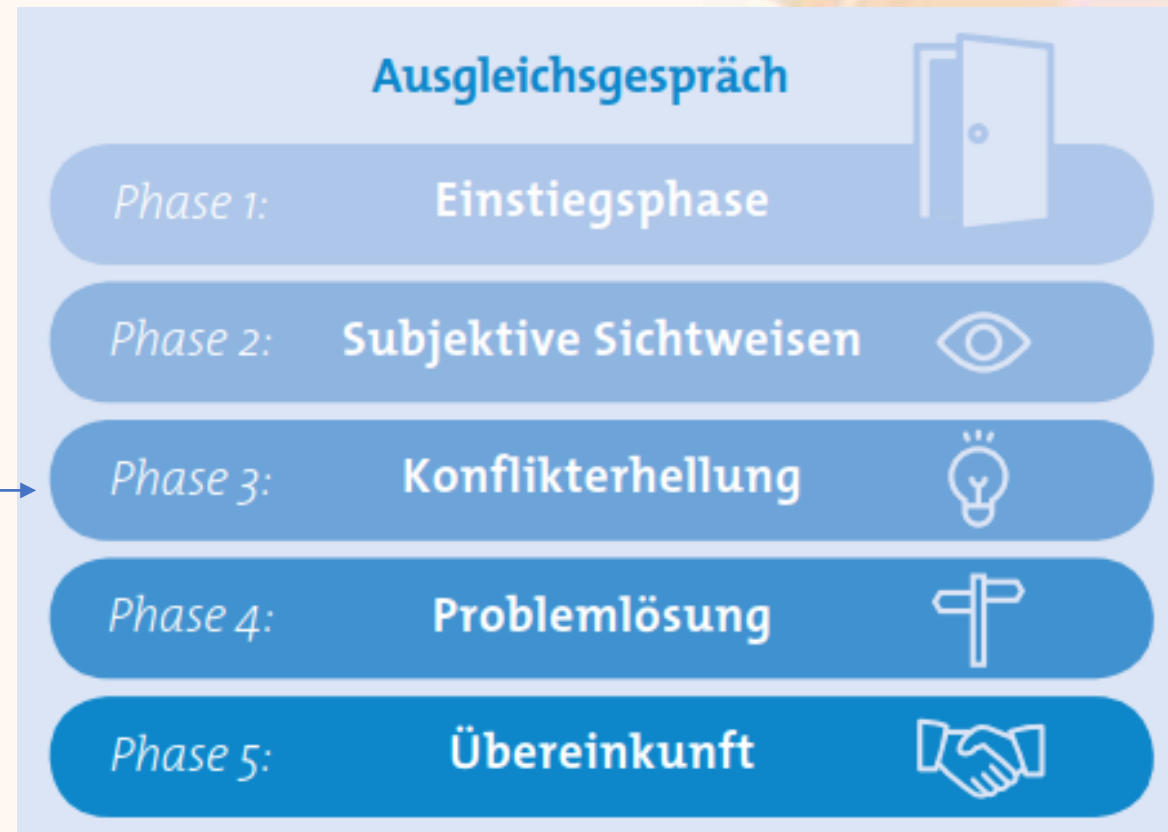 Ausgleichsgespräch
Phase 1: Einstiegsphase
Phase 2: Subjektive Sichtweisen
Phase 3: Konflikterhellung
Phase 4: Problemlösung
Phase 5: Übereinkunft